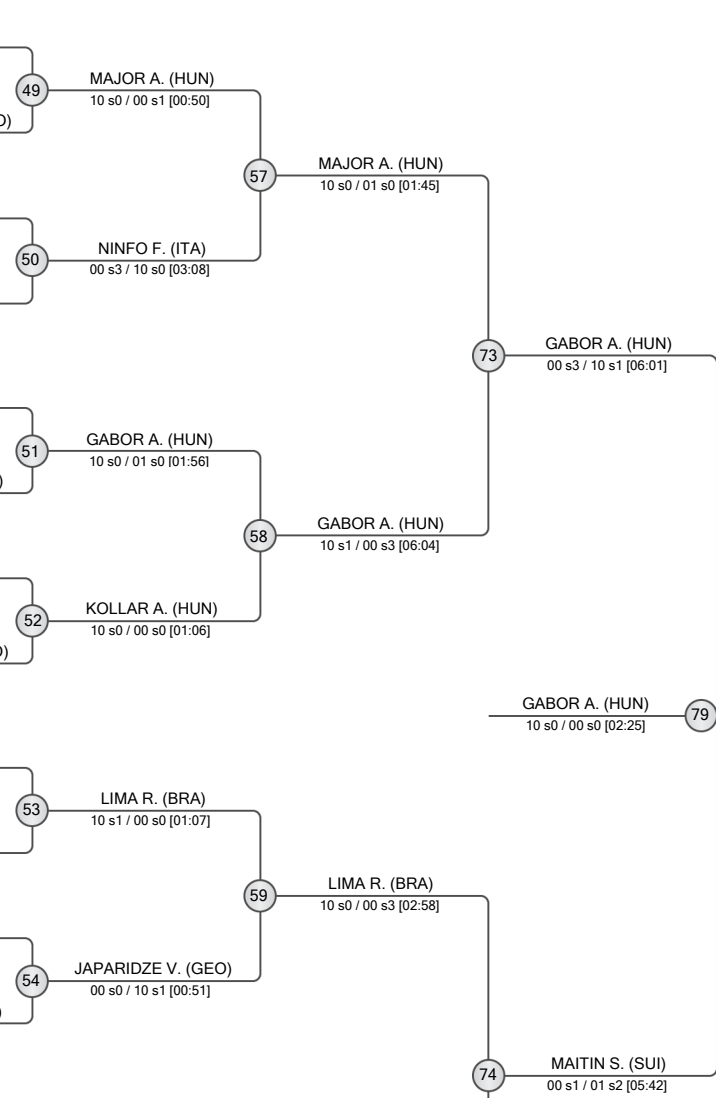 49
MAJOR A. (HUN)
10 s0 / 00 s1 [00:50]
)
57
MAJOR A. (HUN)
10 s0 / 01 s0 [01:45]
50
NINFO F. (ITA)
00 s3 / 10 s0 [03:08]
73
GABOR A. (HUN)
00 s3 / 10 s1 [06:01]
51
GABOR A. (HUN)
10 s0 / 01 s0 [01:56]
)
58
GABOR A. (HUN)
10 s1 / 00 s3 [06:04]
52
KOLLAR A. (HUN)
10 s0 / 00 s0 [01:06]
)
GABOR A. (HUN)
10 s0 / 00 s0 [02:25]
79
53
LIMA R. (BRA)
10 s1 / 00 s0 [01:07]
59
LIMA R. (BRA)
10 s0 / 00 s3 [02:58]
54
JAPARIDZE V. (GEO)
00 s0 / 10 s1 [00:51]
)
74
MAITIN S. (SUI)
00 s1 / 01 s2 [05:42]